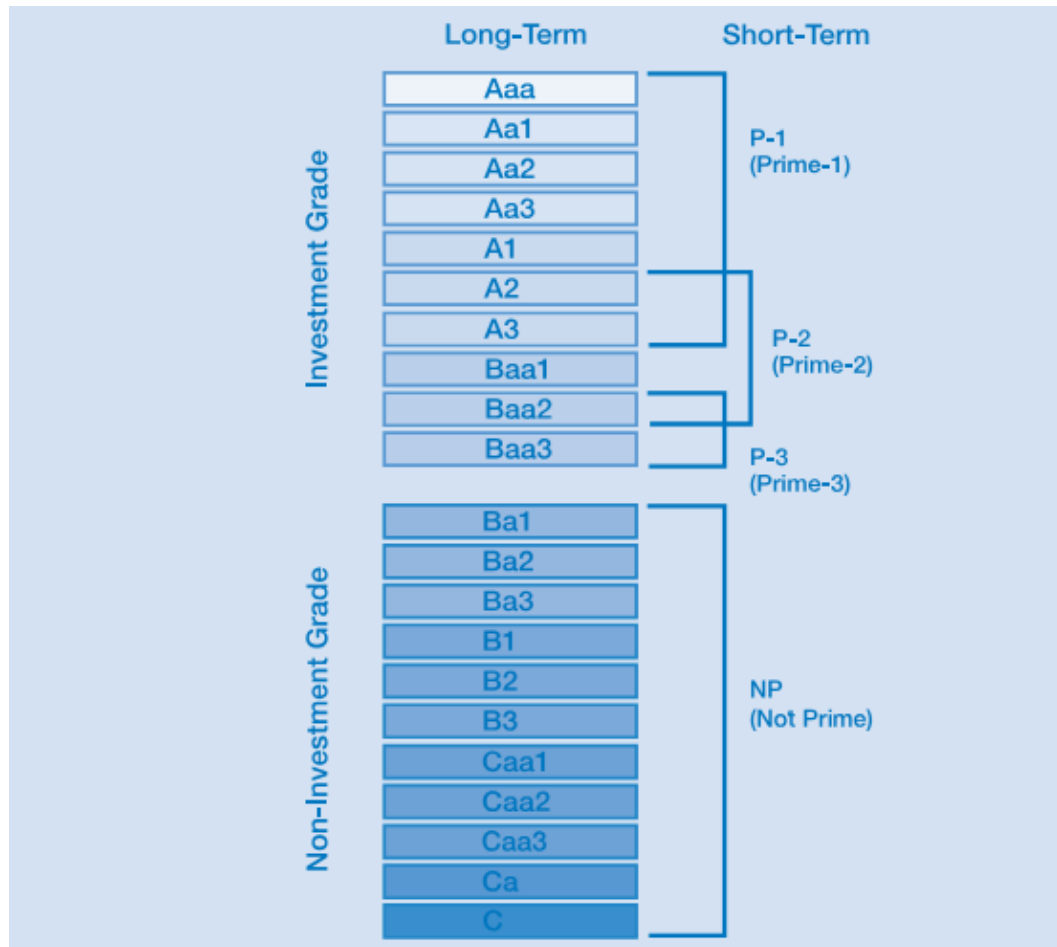 Long-Term Short-Term
Investment Grade
Aaa
Aa1
Aa2
Aa3
A1
A2
A3
Baa1
Baa2
Baa3
P-1
(Prime-1)
P-2
(Prime-2)
P-3
(Prime-3)
Non-Investment Grade
Ba1
Ba2
Ba3
B1
B2
B3
Caa1
Caa2
Caa3
Ca
C
NP
(Not Prime)